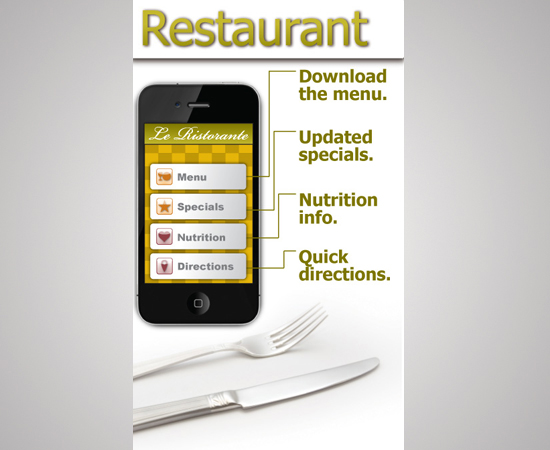 Restaurant
Download
the menu.
Le Ristorante
Updated
specials.
Menu
Specials
Nutrition
info.
Nutrition
Quick
directions.
Directions